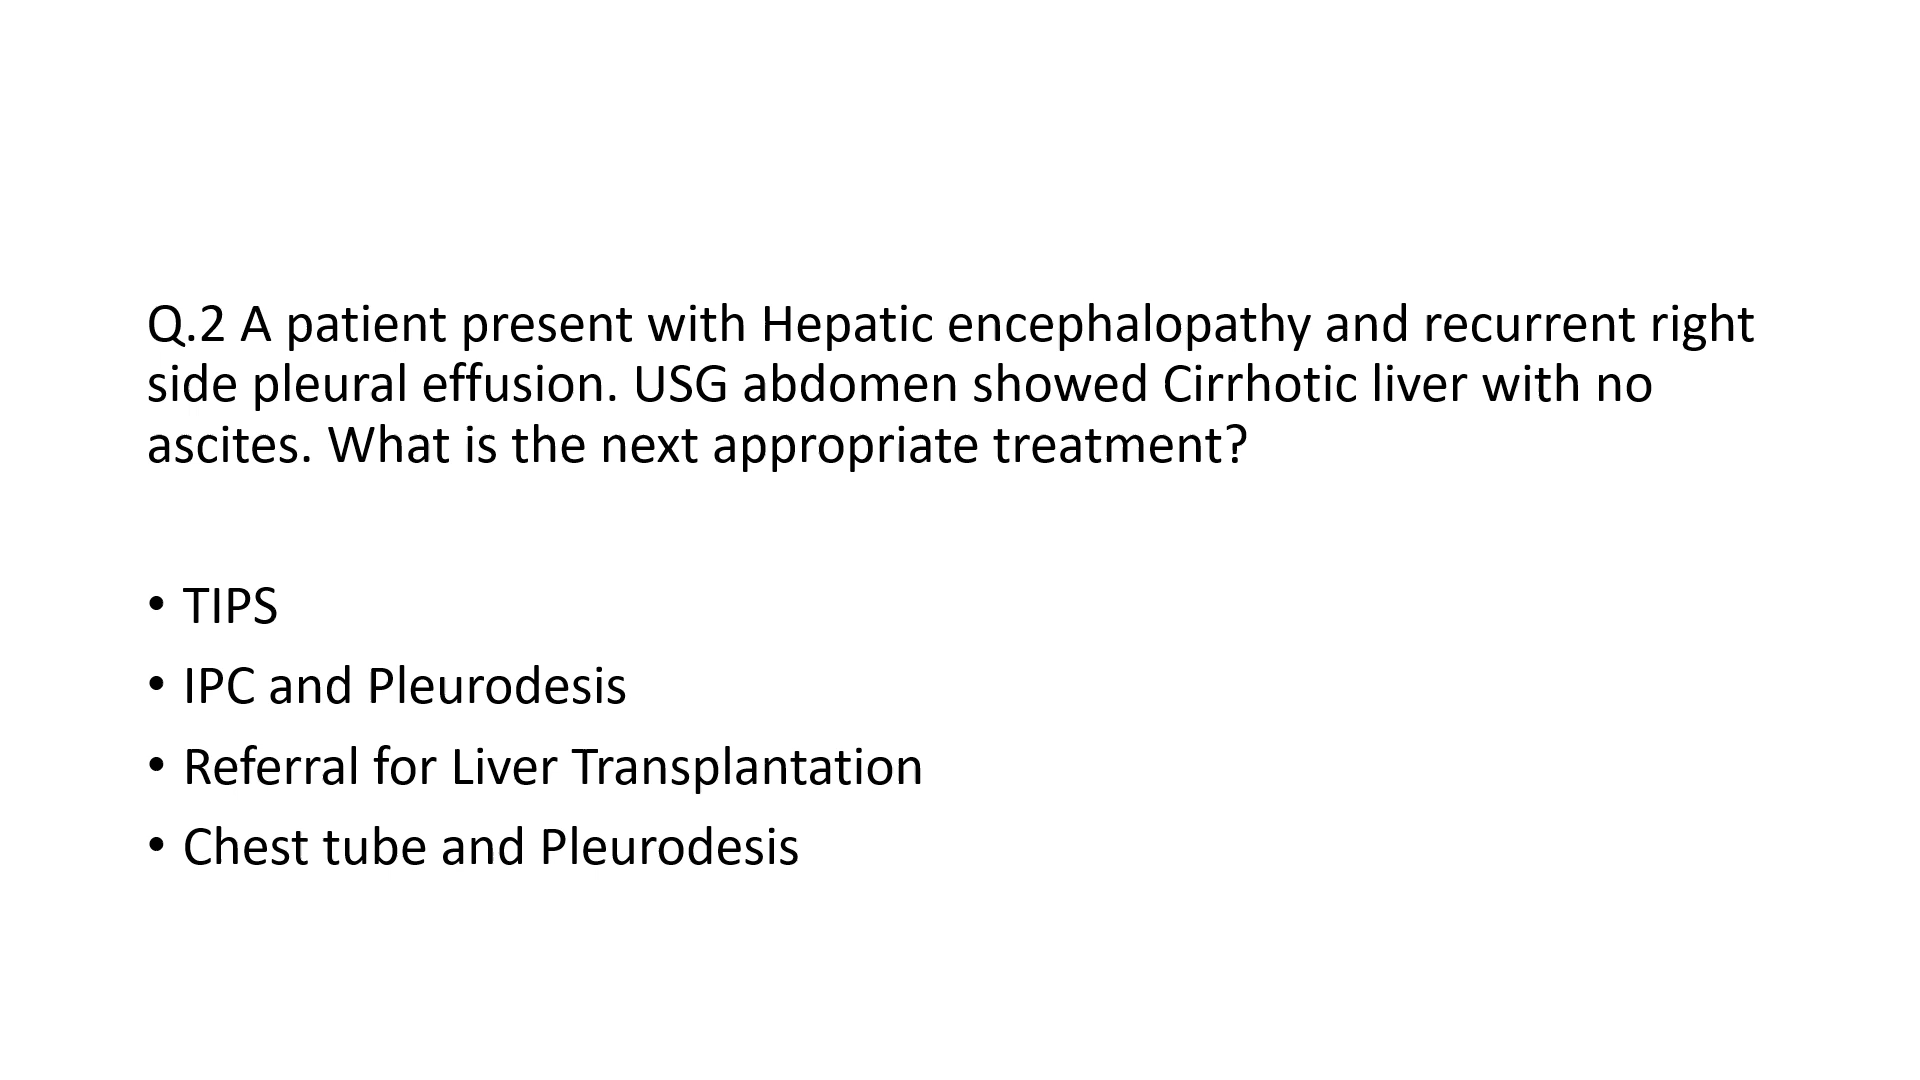 Q.2 A patient present with Hepatic encephalopathy and recurrent right
side pleural effusion. USG abdomen showed Cirrhotic liver with no
ascites. What is the next appropriate treatment?
• TIPS
• IPC and Pleurodesis
• Referral for Liver Transplantation
• Chest tube and Pleurodesis